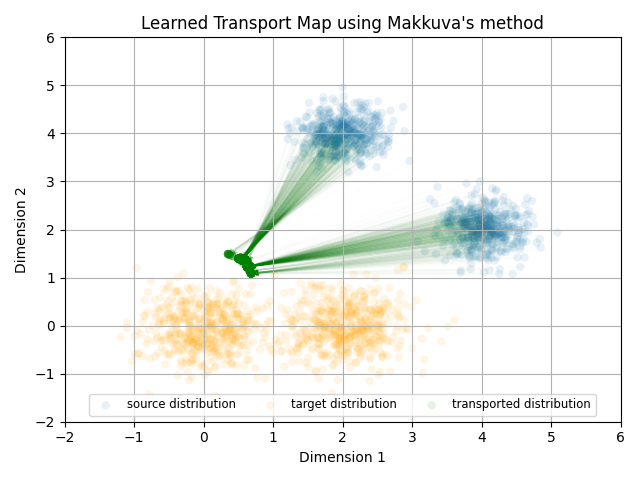 Learned Transport Map using Makkuva's method
6
5
4
3
2
1
0
−1
−2
Dimension 2
source distribution target distribution transported distribution
−2 −1 0 1 2 3 4 5 6
Dimension 1